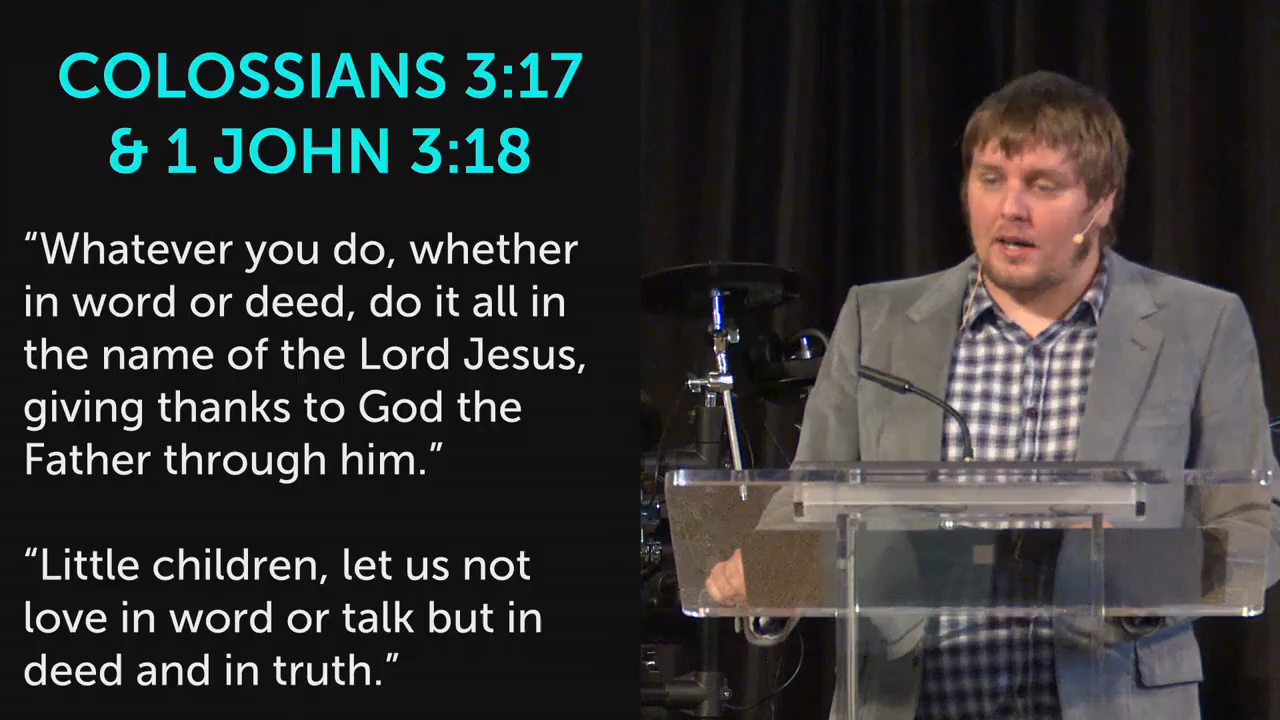 COLOSSIANS 3:17
& 1 JOHN 3:18
“Whatever you do, whether
in word or deed, do it all in
the name of the Lord Jesus,
giving thanks to God the
Father through him.”
“Little children, let us not
love in word or talk but in
deed and in truth.”